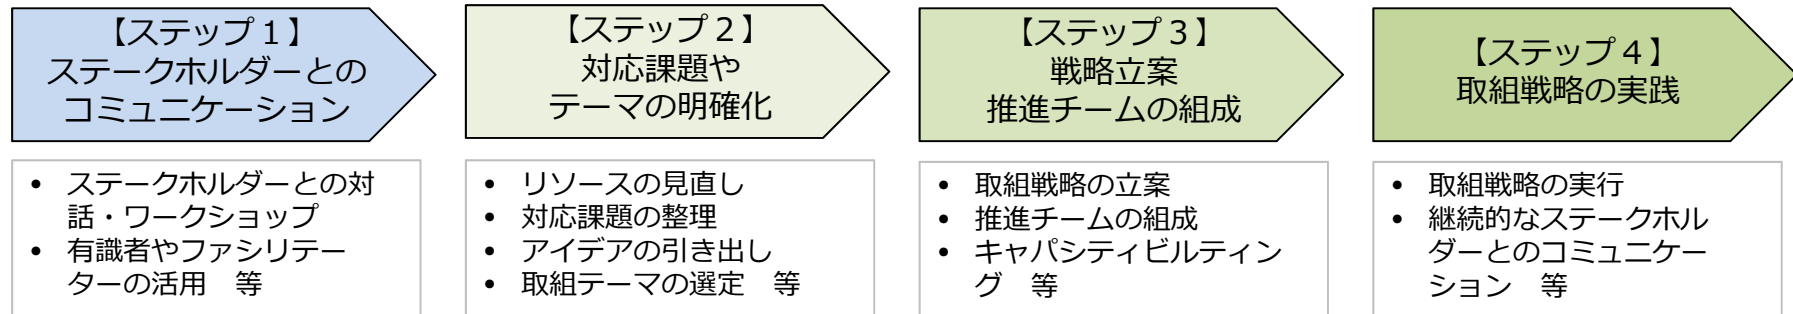 【ステップ１】
ステークホルダーとの
コミュニケーション
• ステークホルダーとの対
話・ワークショップ
• 有識者やファシリテー
ターの活用　等
【ステップ２】
対応課題や
テーマの明確化
• リソースの見直し
• 対応課題の整理
• アイデアの引き出し
• 取組テーマの選定　等
【ステップ３】
戦略立案
推進チームの組成
• 取組戦略の立案
• 推進チームの組成
• キャパシティビルティン
グ　等
【ステップ４】
取組戦略の実践
• 取組戦略の実行
• 継続的なステークホル
ダーとのコミュニケー
ション　等